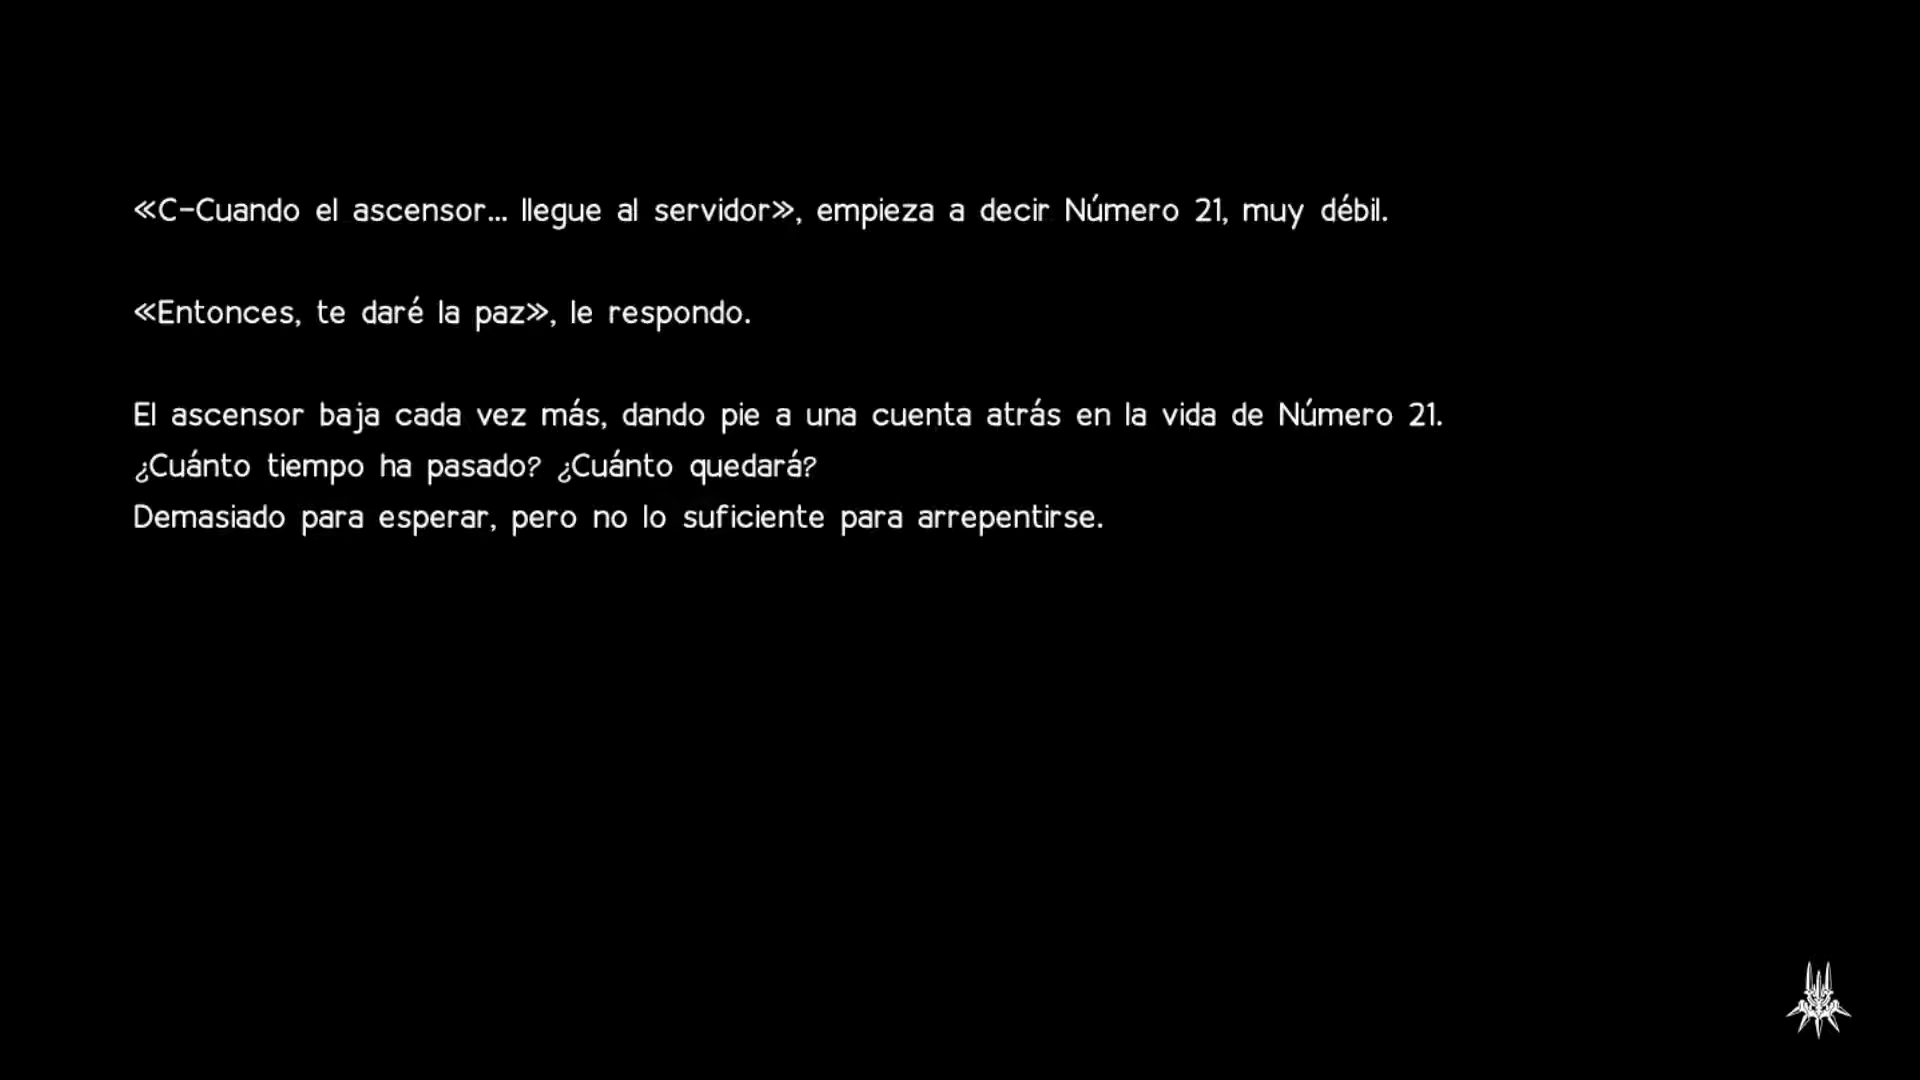 «C-Cuando el ascensor... llegue al servidor», empieza a decir Número 21, muy débil.
«Entonces, te daré la paz», le respondo.
El ascensor baja cada vez más, dando pie a una cuenta atrás en la vida de Número 21.
¿Cuánto tiempo ha pasado? ¿Cuánto quedará?
Demasiado para esperar, pero no lo suficiente para arrepentirse.